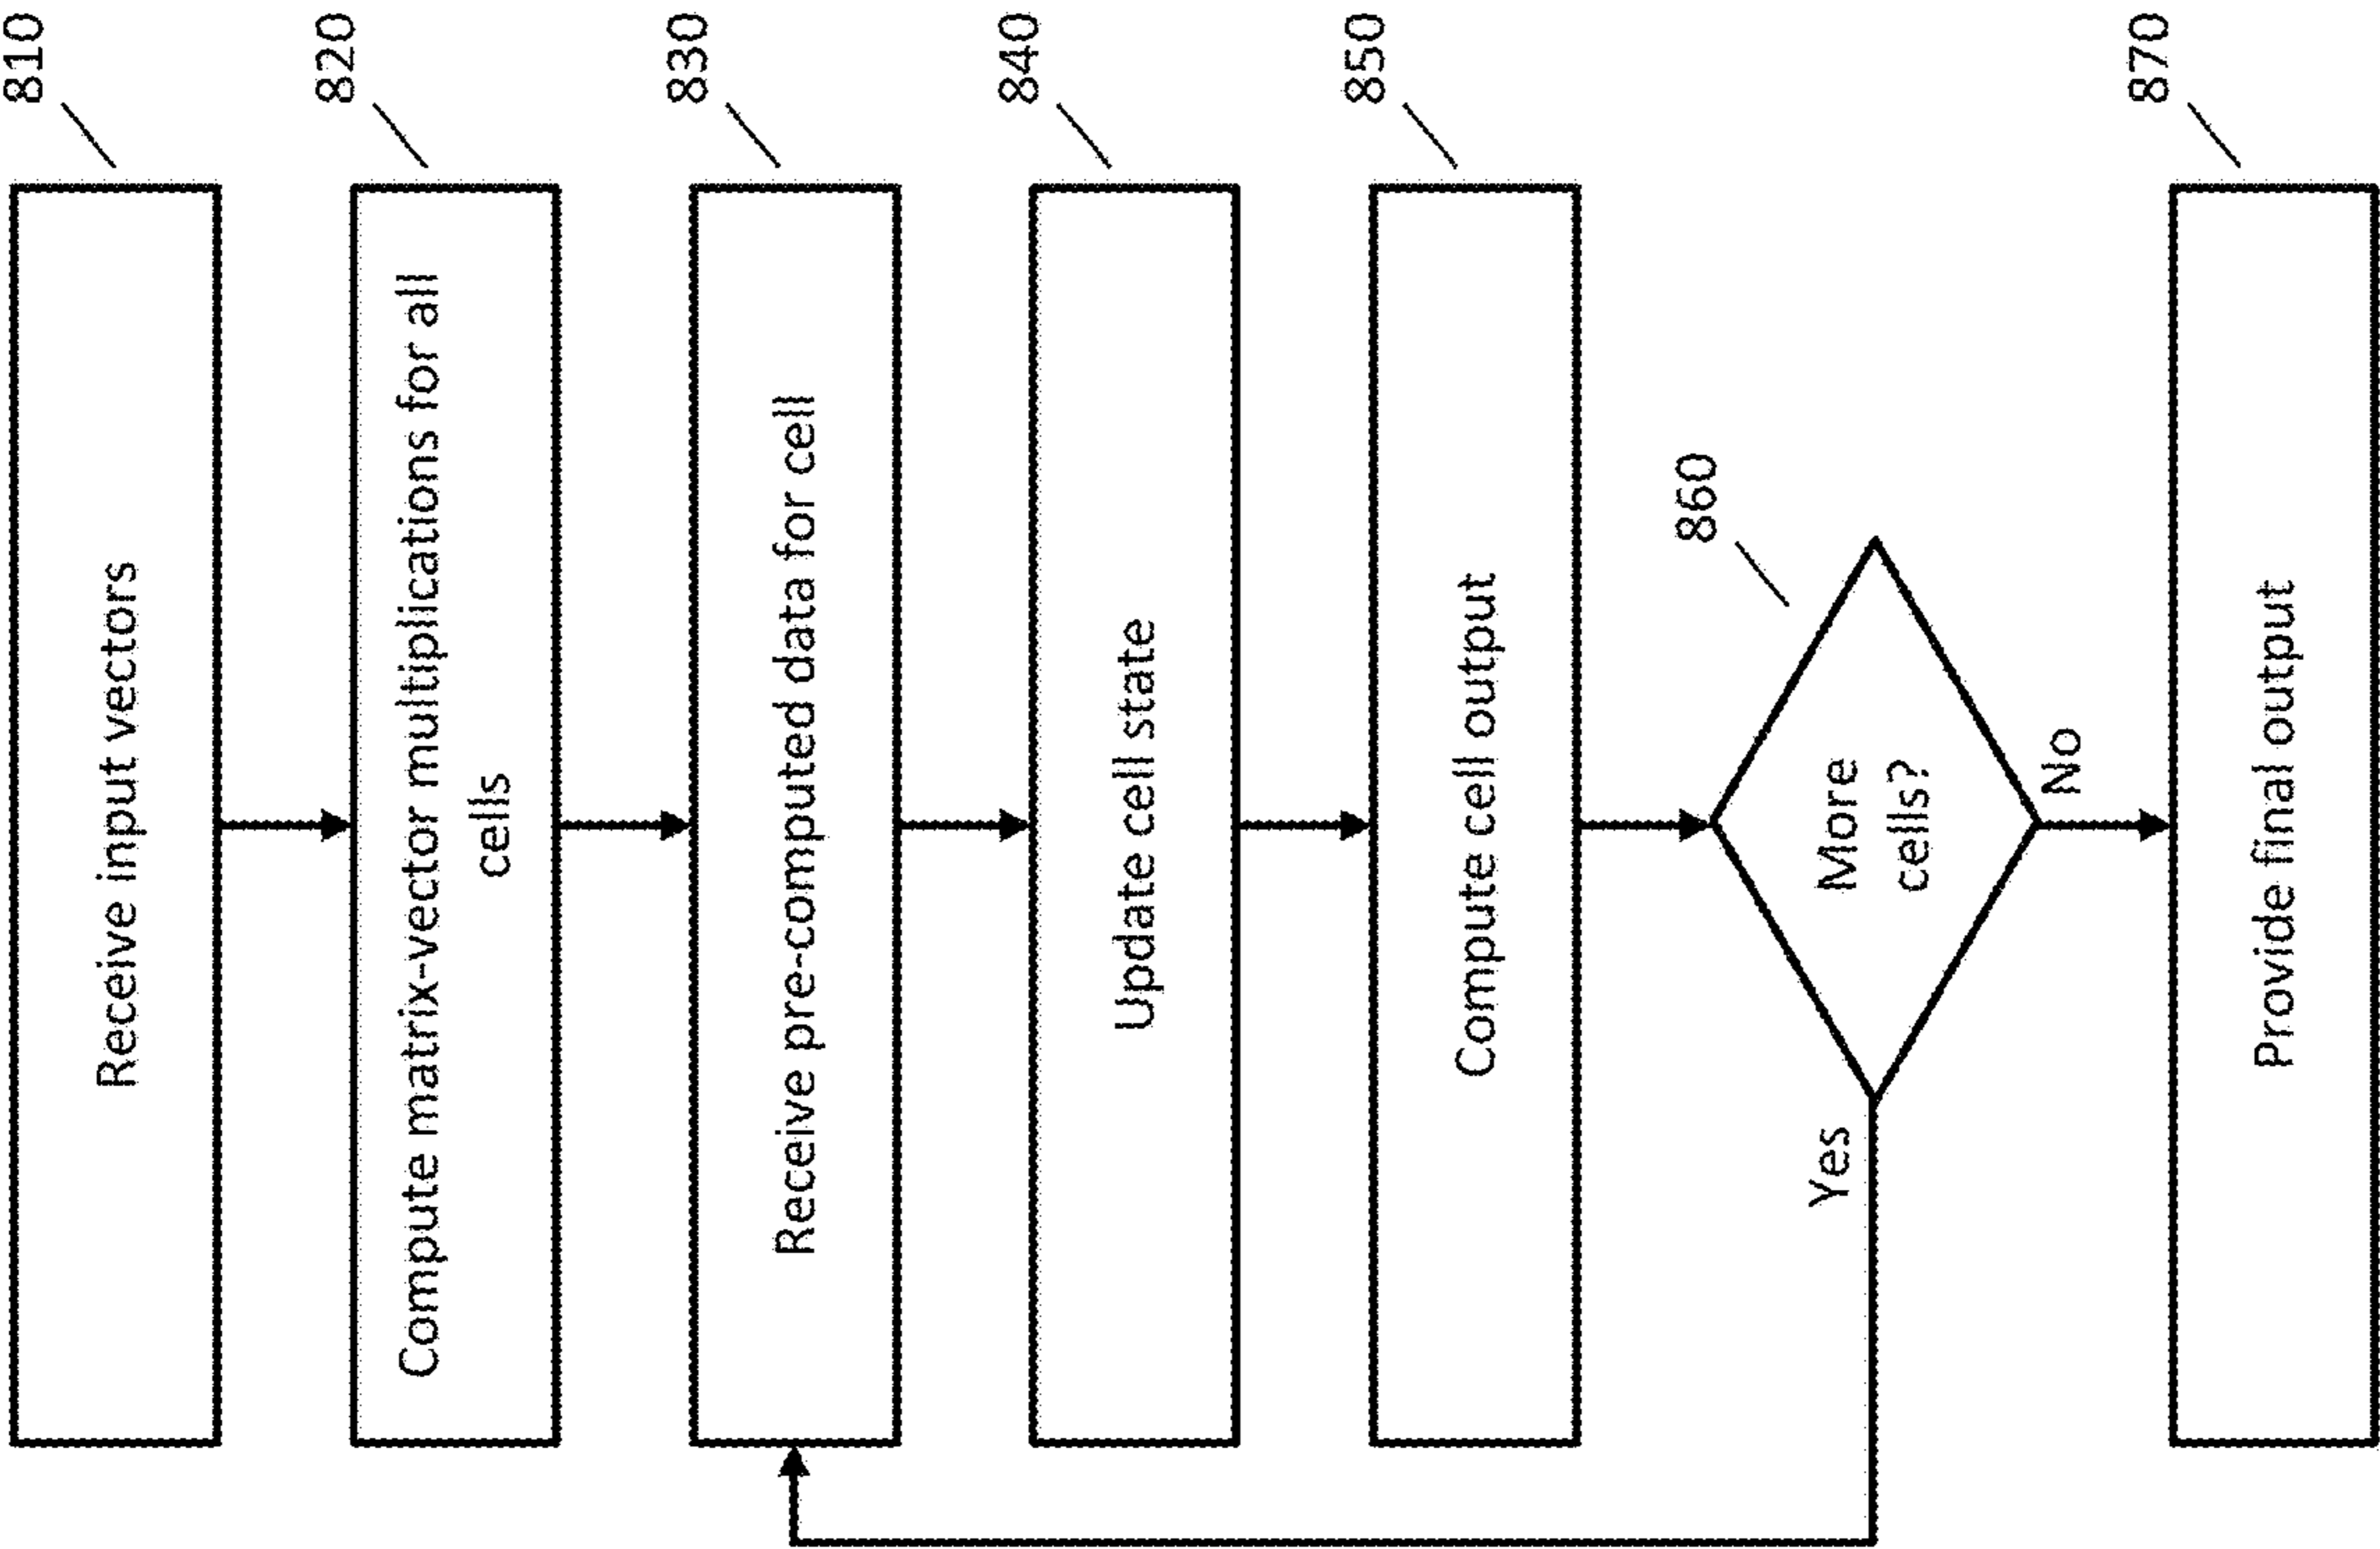 810
Receive input vectors
820
Compute matrix-vector multiplications for all
cells
830
Receive pre-computed data for cell
840
Update cell state
850
Compute cell output
860
More
cells?
Yes
No
870
Provide final output